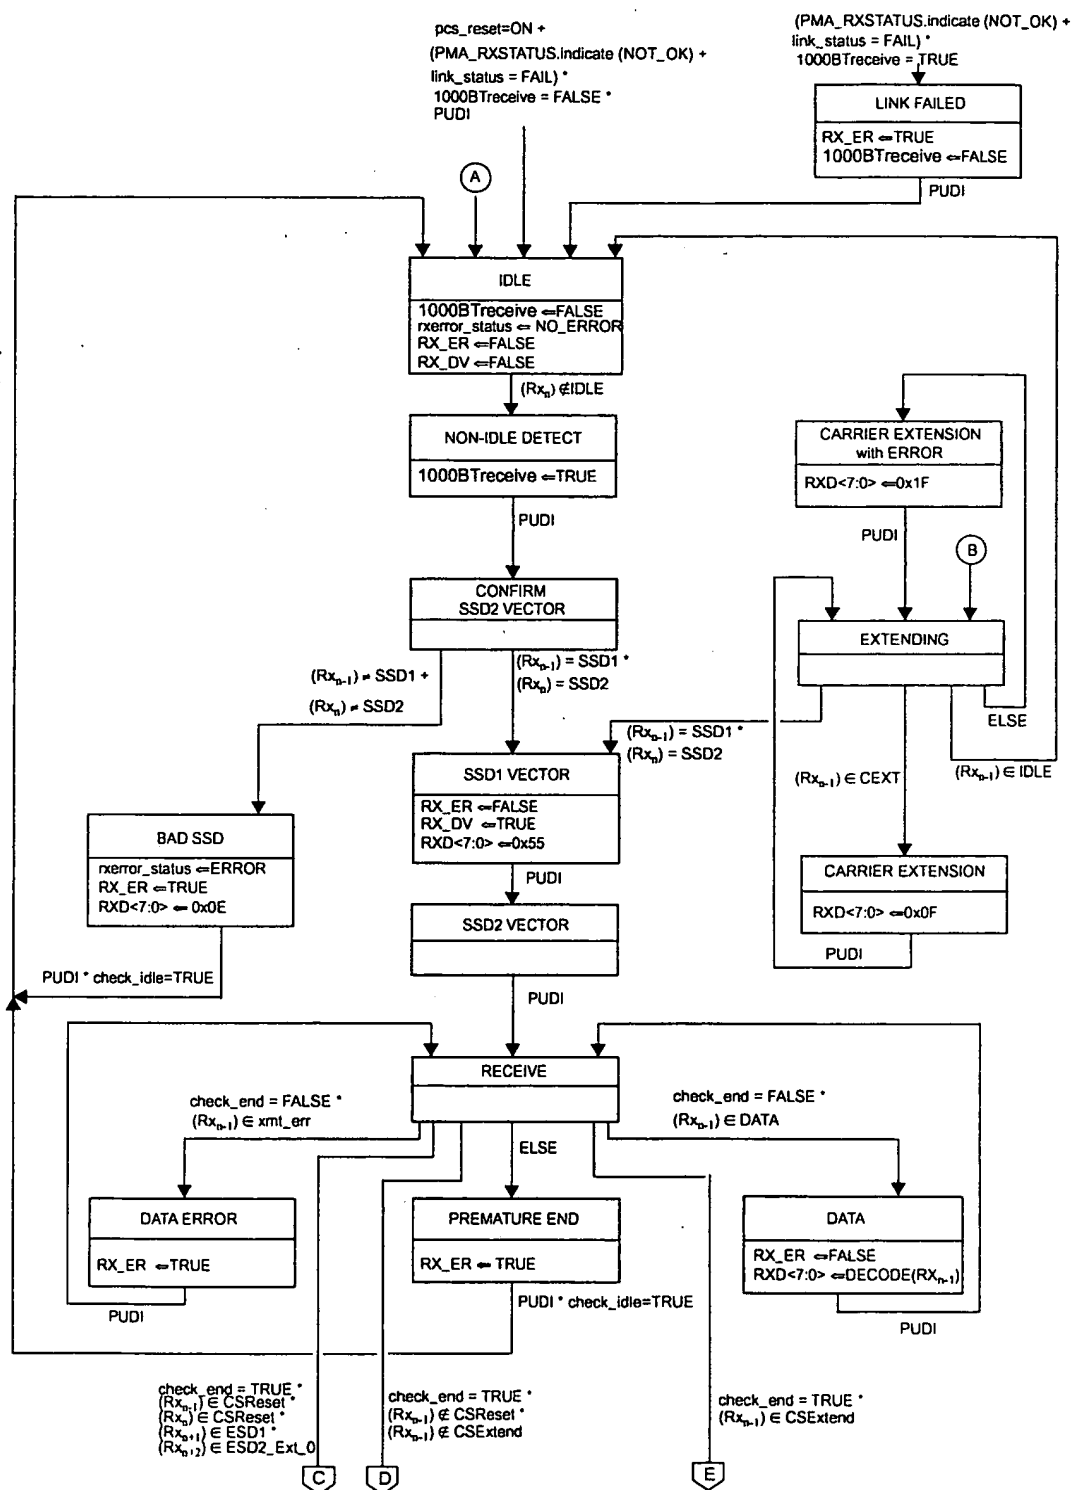 pcs_reset=ON +
(PMA_RXSTATUS.indicate (NOT_OK) +
link_status = FAIL) *
1000BTreceive = FALSE *
PUDI
(PMA_RXSTATUS.indicate (NOT_OK) +
link_status = FAIL) *
1000BTreceive = TRUE
LINK FAILED
RX_ER ⇐TRUE
1000BTreceive ⇐FALSE
PUDI
A
IDLE
1000BTreceive ⇐FALSE
rxerror_status ⇐ NO_ERROR
RX_ER ⇐FALSE
RX_DV ⇐FALSE
(Rxn) ∉IDLE
NON-IDLE DETECT
1000BTreceive ⇐TRUE
PUDI
CARRIER EXTENSION
with ERROR
RXD<7:0> ⇐0x1F
PUDI
B
CONFIRM
SSD2 VECTOR
EXTENDING
(Rxn-1) ≠ SSD1 +
(Rxn) ≠ SSD2
(Rxn-1) = SSD1 *
(Rxn) = SSD2
ELSE
(Rxn-1) = SSD1 *
(Rxn) = SSD2
(Rxn-1) ∈ CEXT
(Rxn-1) ∈ IDLE
SSD1 VECTOR
RX_ER ⇐FALSE
RX_DV ⇐TRUE
RXD<7:0> ⇐0x55
PUDI
BAD SSD
rxerror_status ⇐ERROR
RX_ER ⇐TRUE
RXD<7:0> ⇐ 0x0E
CARRIER EXTENSION
RXD<7:0> ⇐0x0F
PUDI
SSD2 VECTOR
PUDI * check_idle=TRUE
PUDI
RECEIVE
check_end = FALSE *
(Rxn-1) ∈ xmt_err
ELSE
check_end = FALSE *
(Rxn-1) ∈ DATA
DATA ERROR
RX_ER ⇐TRUE
PUDI
PREMATURE END
RX_ER ⇐ TRUE
PUDI * check_idle=TRUE
DATA
RX_ER ⇐FALSE
RXD<7:0> ⇐DECODE(RXn-1)
PUDI
check_end = TRUE *
(Rxn-1) ∈ CSReset *
(Rxn) ∈ CSReset *
(Rxn+1) ∈ ESD1 *
(Rxn+2) ∈ ESD2_Ext_0
check_end = TRUE *
(Rxn-1) ∉ CSReset *
(Rxn-1) ∉ CSExtend
check_end = TRUE *
(Rxn-1) ∈ CSExtend
C
D
E